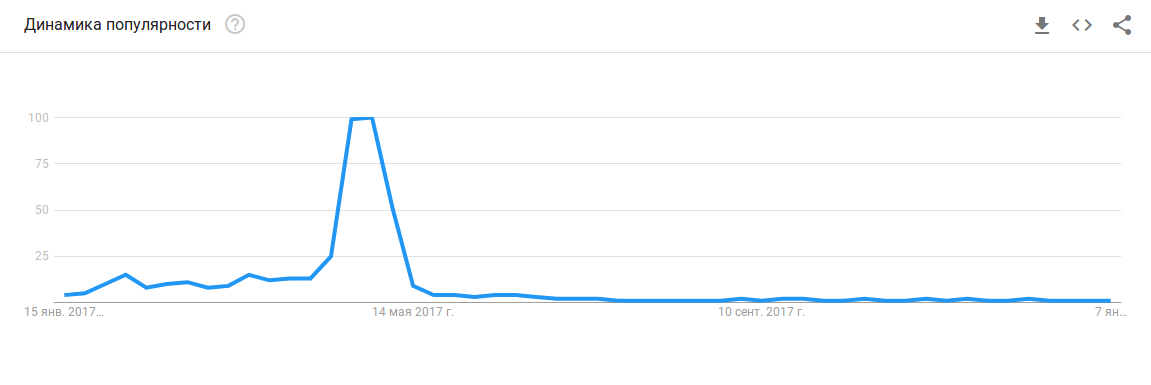 Динамика популярности ?
100
75
50
25
15 янв. 2017…
14 мая 2017 г.
10 сент. 2017 г.
7 ян…